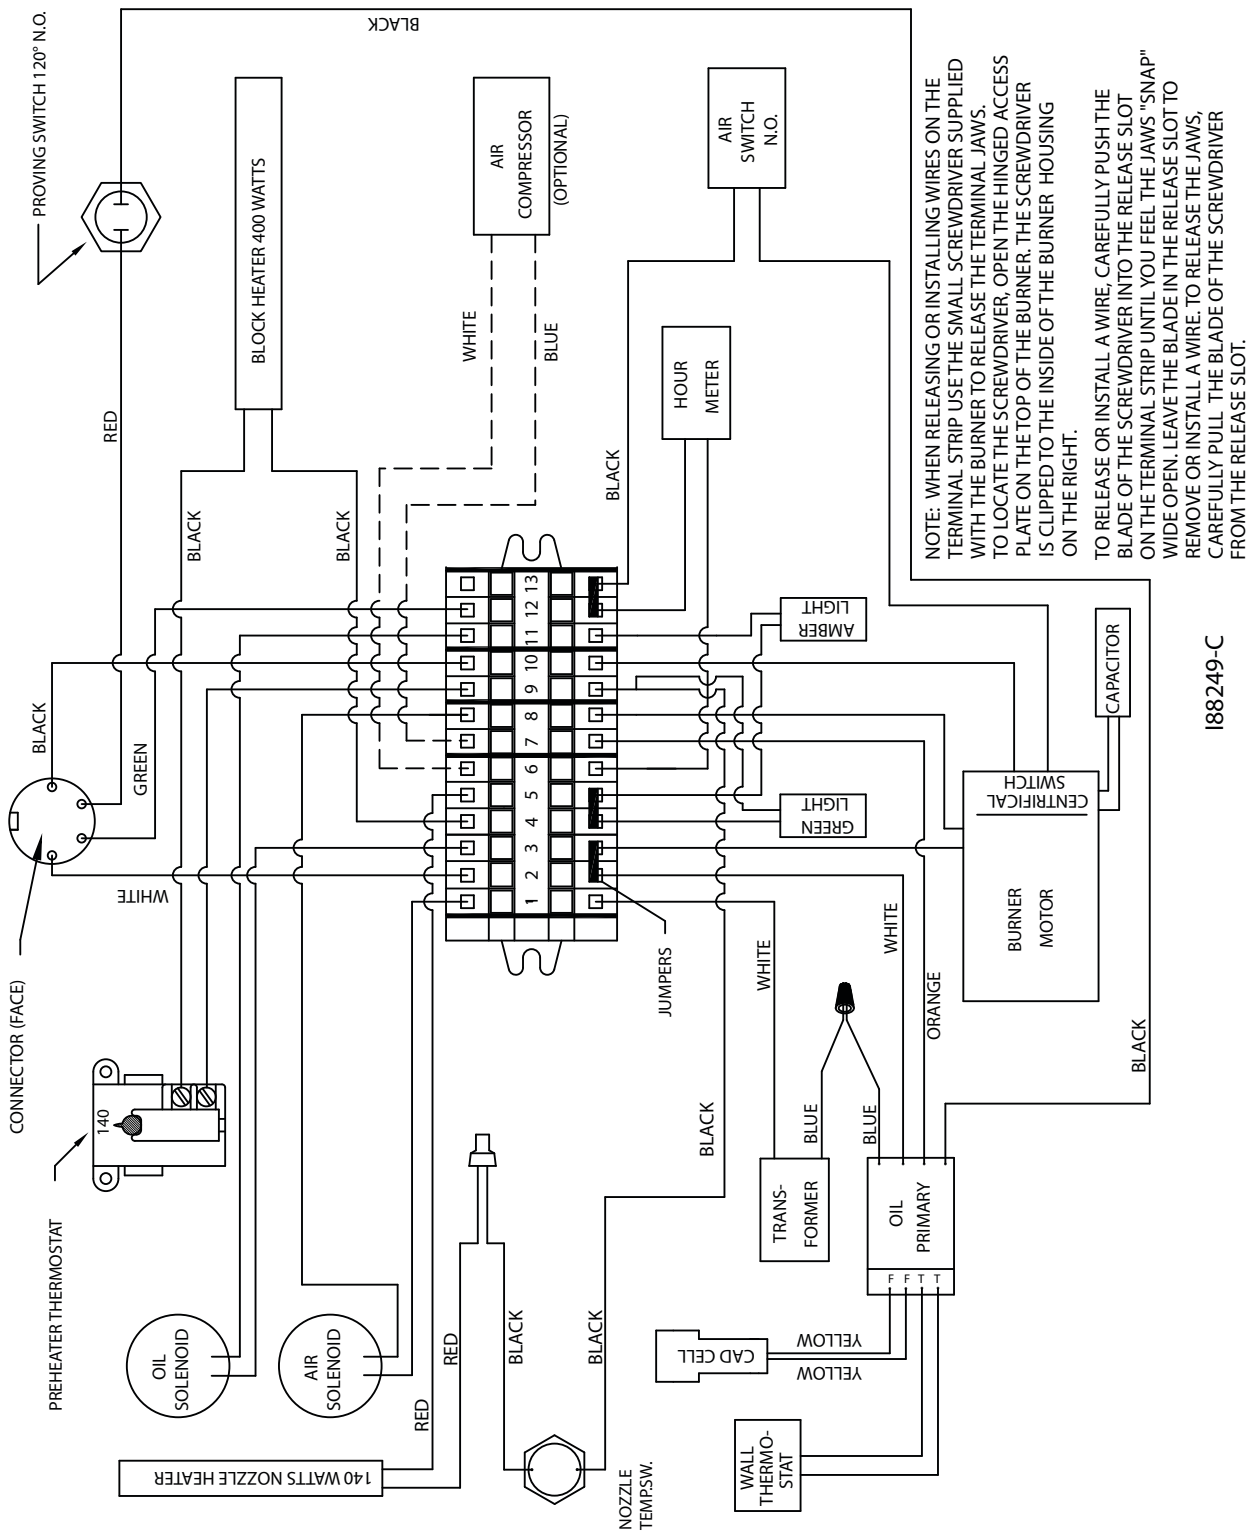 PROVING SWITCH 120° N.O.
BLACK
RED
BLOCK HEATER 400 WATTS
AIR
COMPRESSOR
(OPTIONAL)
AIR
SWITCH
N.O.
WHITE
BLUE
HOUR
METER
BLACK
BLACK
BLACK
BLACK
GREEN
WHITE
CONNECTOR (FACE)
1 2 3 4 5 6 7 8 9 10 11 12 13
JUMPERS
AMBER
LIGHT
GREEN
LIGHT
CAPACITOR
CENTRIFICAL
SWITCH
BURNER
MOTOR
WHITE
WHITE
ORANGE
BLACK
BLACK
BLUE
BLUE
PREHEATER THERMOSTAT
140
OIL
SOLENOID
AIR
SOLENOID
TRANS-
FORMER
OIL
PRIMARY
F F T T
RED
RED
BLACK
BLACK
140 WATTS NOZZLE HEATER
NOZZLE
TEMP.SW.
CAD CELL
YELLOW
YELLOW
WALL
THERMO-
STAT
NOTE: WHEN RELEASING OR INSTALLING WIRES ON THE
TERMINAL STRIP USE THE SMALL SCREWDRIVER SUPPLIED
WITH THE BURNER TO RELEASE THE TERMINAL JAWS.
TO LOCATE THE SCREWDRIVER, OPEN THE HINGED ACCESS
PLATE ON THE TOP OF THE BURNER. THE SCREWDRIVER
IS CLIPPED TO THE INSIDE OF THE BURNER HOUSING
ON THE RIGHT.
TO RELEASE OR INSTALL A WIRE, CAREFULLY PUSH THE
BLADE OF THE SCREWDRIVER INTO THE RELEASE SLOT
ON THE TERMINAL STRIP UNTIL YOU FEEL THE JAWS "SNAP"
WIDE OPEN. LEAVE THE BLADE IN THE RELEASE SLOT TO
REMOVE OR INSTALL A WIRE. TO RELEASE THE JAWS,
CAREFULLY PULL THE BLADE OF THE SCREWDRIVER
FROM THE RELEASE SLOT.
I88249-C